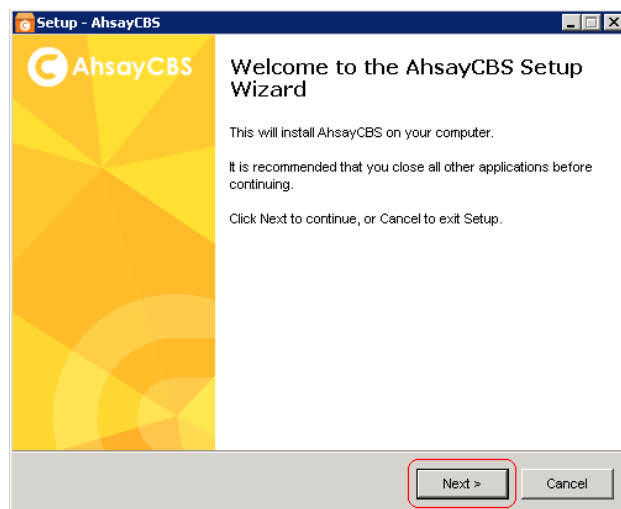 Setup - AhsayCBS
AhsayCBS
Welcome to the AhsayCBS Setup
Wizard
This will install AhsayCBS on your computer.
It is recommended that you close all other applications before
continuing.
Click Next to continue, or Cancel to exit Setup.
Next >
Cancel